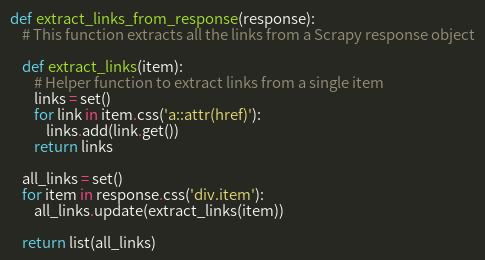 def extract_links_from_response(response):
    # This function extracts all the links from a Scrapy response object

    def extract_links(item):
        # Helper function to extract links from a single item
        links = set()
        for link in item.css('a::attr(href)'):
            links.add(link.get())
        return links

    all_links = set()
    for item in response.css('div.item'):
        all_links.update(extract_links(item))

    return list(all_links)